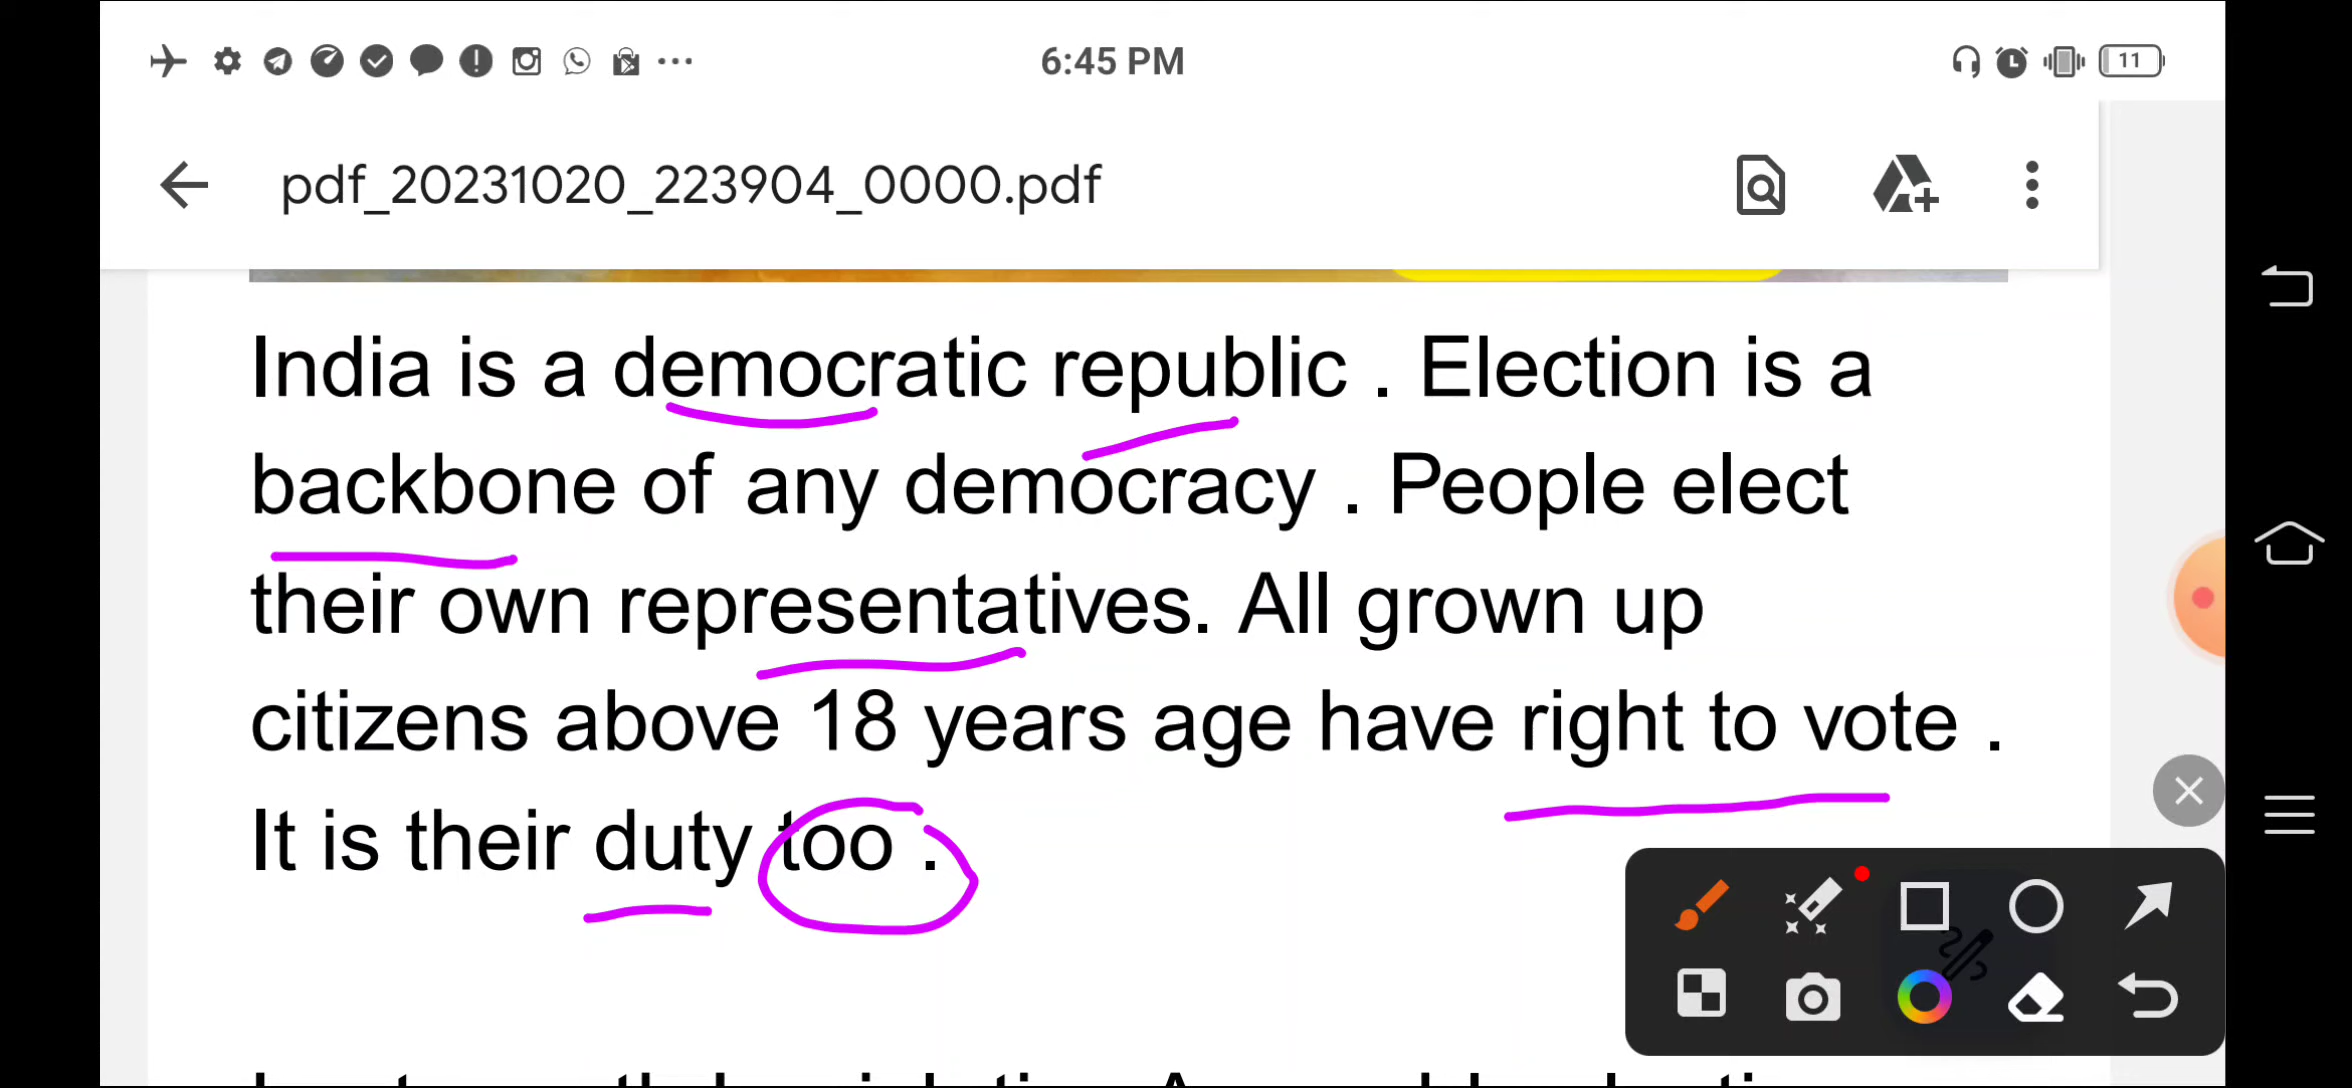 6:45 PM
11
pdf_20231020_223904_0000.pdf
India is a democratic republic . Election is a
backbone of any democracy . People elect
their own representatives. All grown up
citizens above 18 years age have right to vote .
It is their duty too .